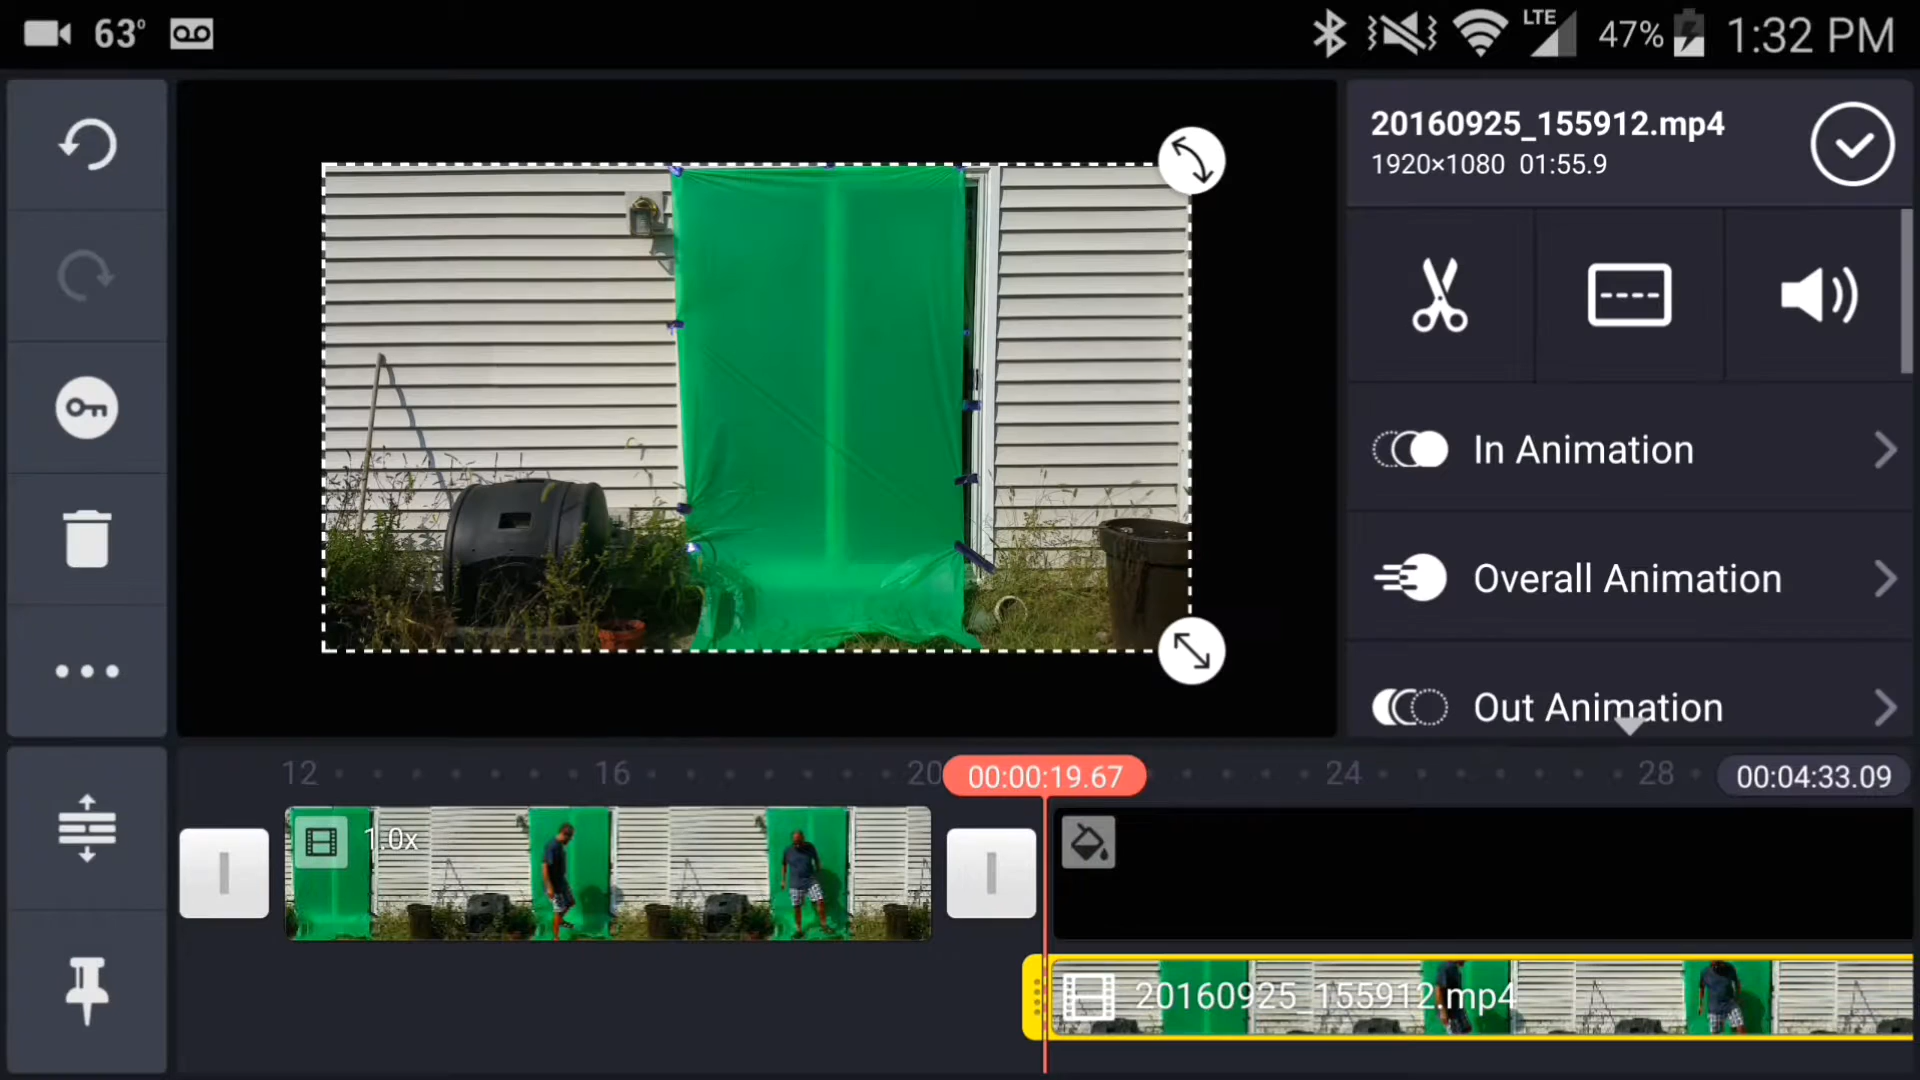 63°
LTE
47%
1:32 PM
20160925_155912.mp4
1920×1080 01:55.9
In Animation
Overall Animation
Out Animation
12
16
20
00:00:19.67
24
28
00:04:33.09
1.0x
20160925_155912.mp4